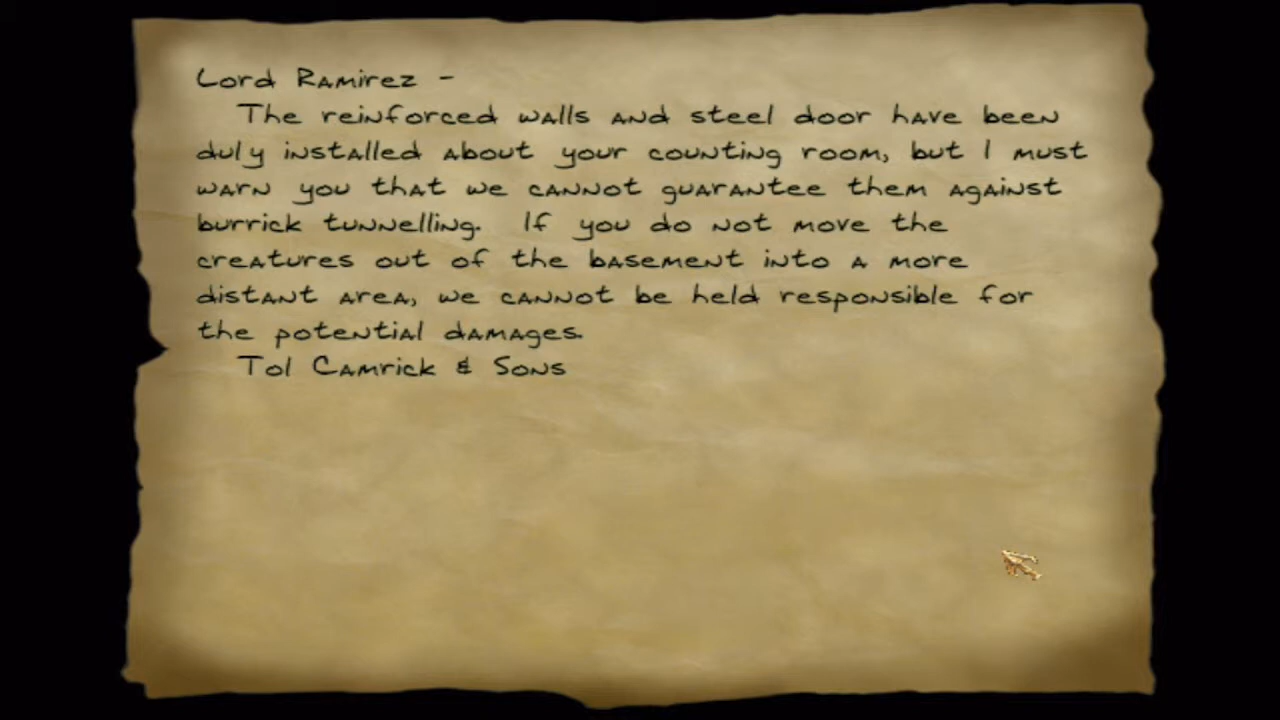 Lord Ramirez -
The reinforced walls and steel door have been
duly installed about your counting room, but I must
warn you that we cannot guarantee them against
burrick tunnelling. If you do not move the
creatures out of the basement into a more
distant area, we cannot be held responsible for
the potential damages.
Tol Camrick & Sons